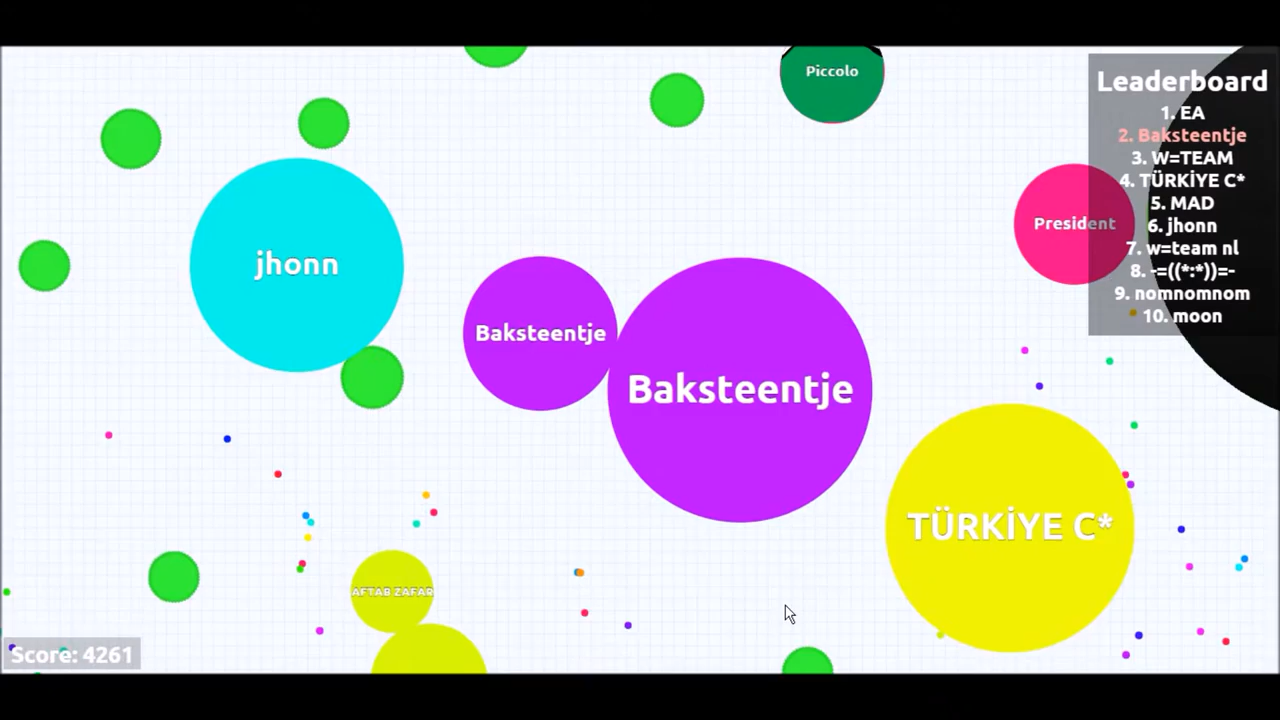 Piccolo
Leaderboard
1. EA
2. Baksteentje
3. W=TEAM
4. TÜRKİYE C*
5. MAD
6. jhonn
7. w=team nl
8. -=((*:*))=-
9. nomnomnom
10. moon
President
jhonn
Baksteentje
Baksteentje
TÜRKİYE C*
AFTAB ZAFAR
Score: 4261